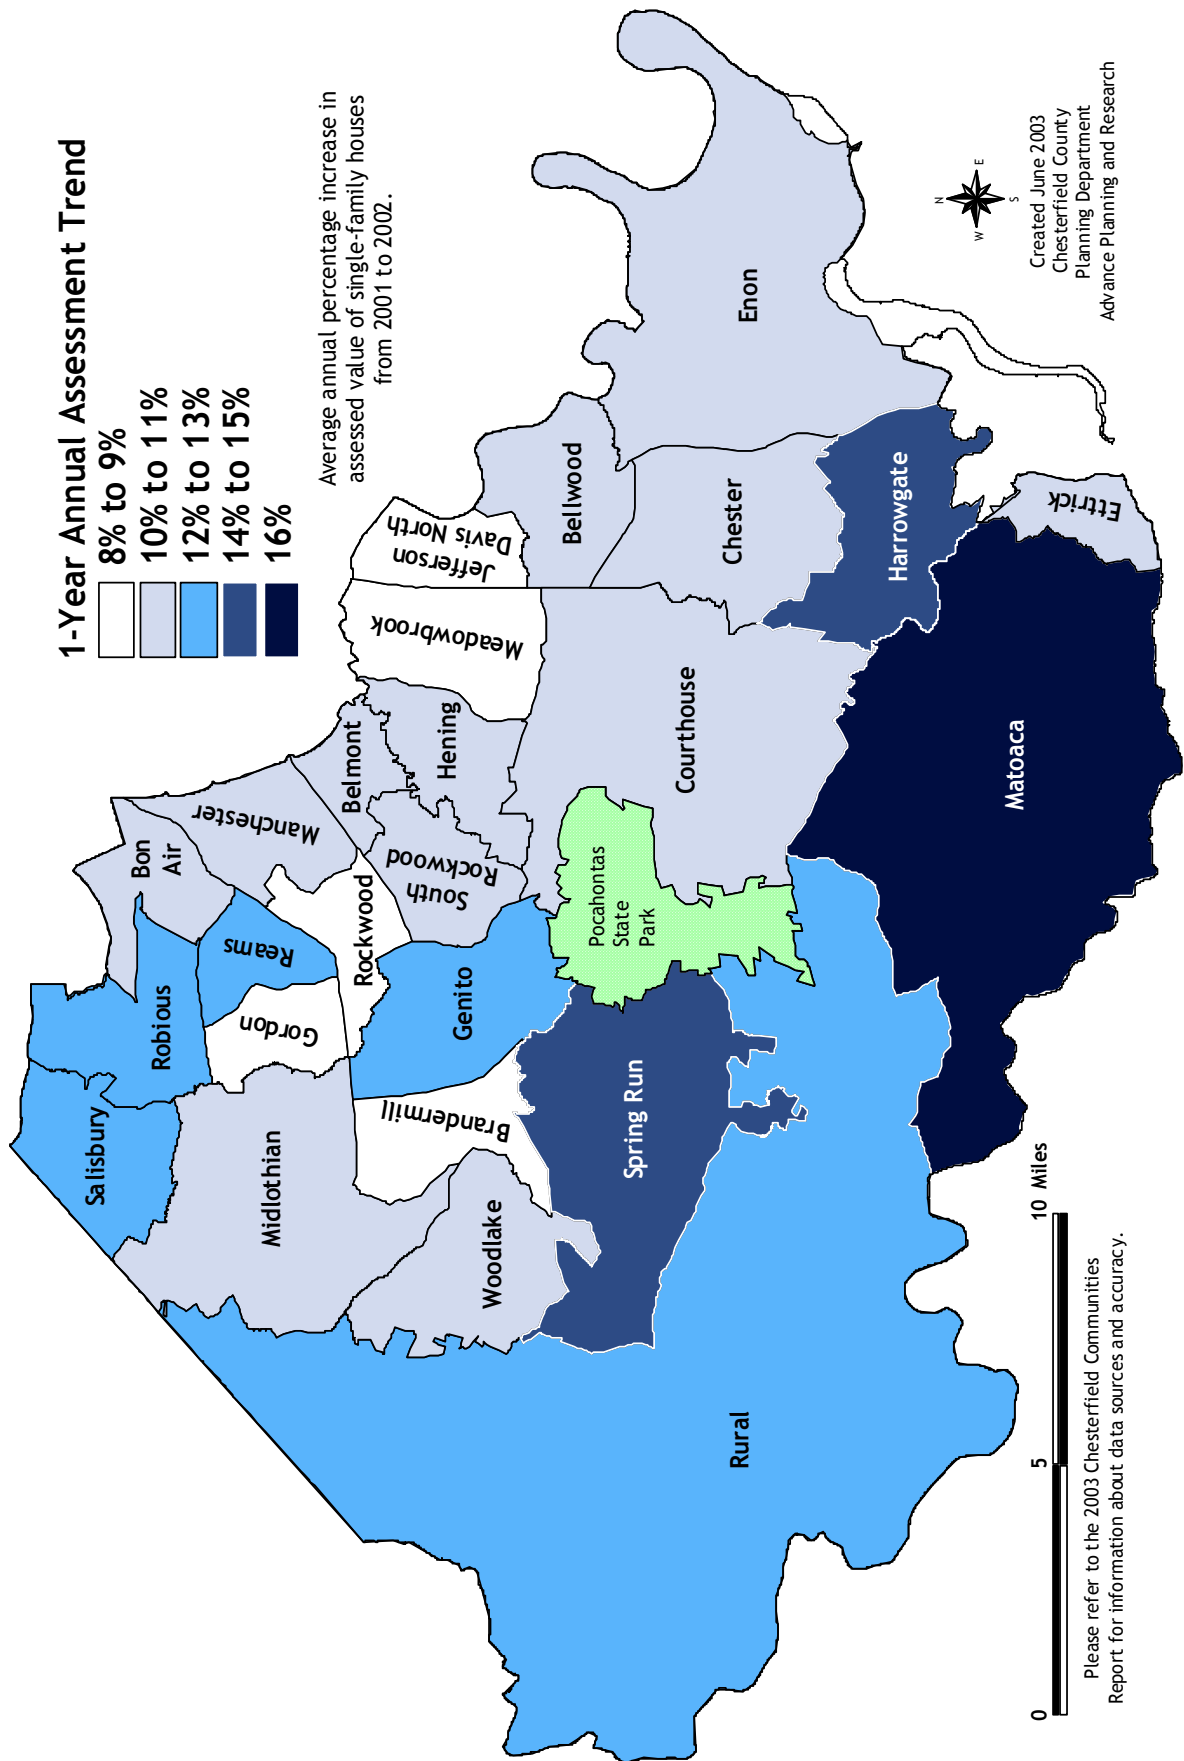 1-Year Annual Assessment Trend
8% to 9%
10% to 11%
12% to 13%
14% to 15%
16%
Average annual percentage increase in
assessed value of single-family houses
from 2001 to 2002.
Salisbury
Robious
Bon
Air
Midlothian
Gordon
Reams
Manchester
Rockwood
Belmont
South
Rockwood
Hening
Meadowbrook
Jefferson
Davis North
Bellwood
Brandermill
Genito
Woodlake
Spring Run
Pocahontas
State
Park
Courthouse
Chester
Enon
Harrowgate
Ettrick
Matoaca
Rural
N
W
E
S
Created June 2003
Chesterfield County
Planning Department
Advance Planning and Research
0
5
10 Miles
Please refer to the 2003 Chesterfield Communities
Report for information about data sources and accuracy.